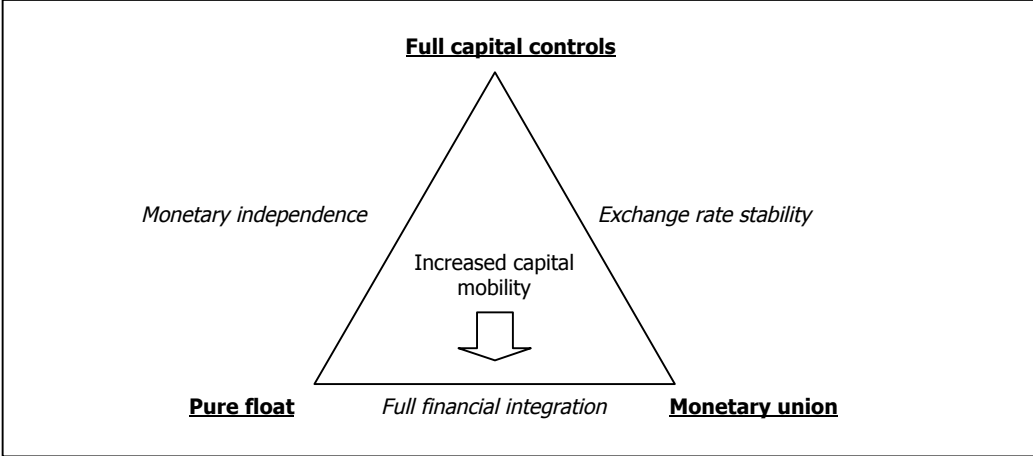 Full capital controls
Monetary independence
Exchange rate stability
Increased capital
mobility
Pure float
Full financial integration
Monetary union